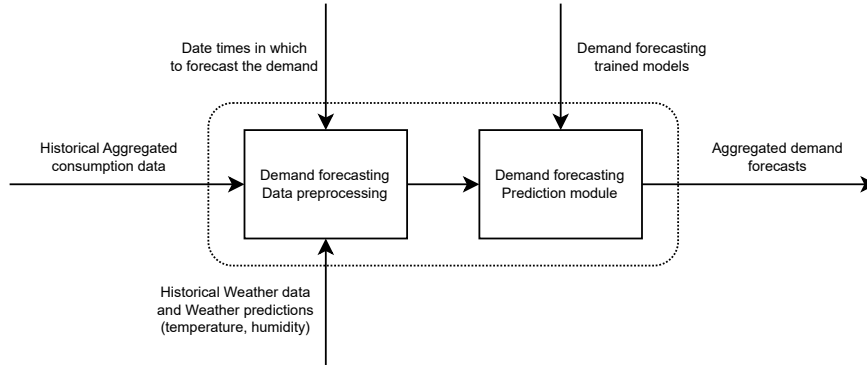 Date times in which
to forecast the demand
Demand forecasting
trained models
Historical Aggregated
consumption data
Demand forecasting
Data preprocessing
Demand forecasting
Prediction module
Aggregated demand
forecasts
Historical Weather data
and Weather predictions
(temperature, humidity)